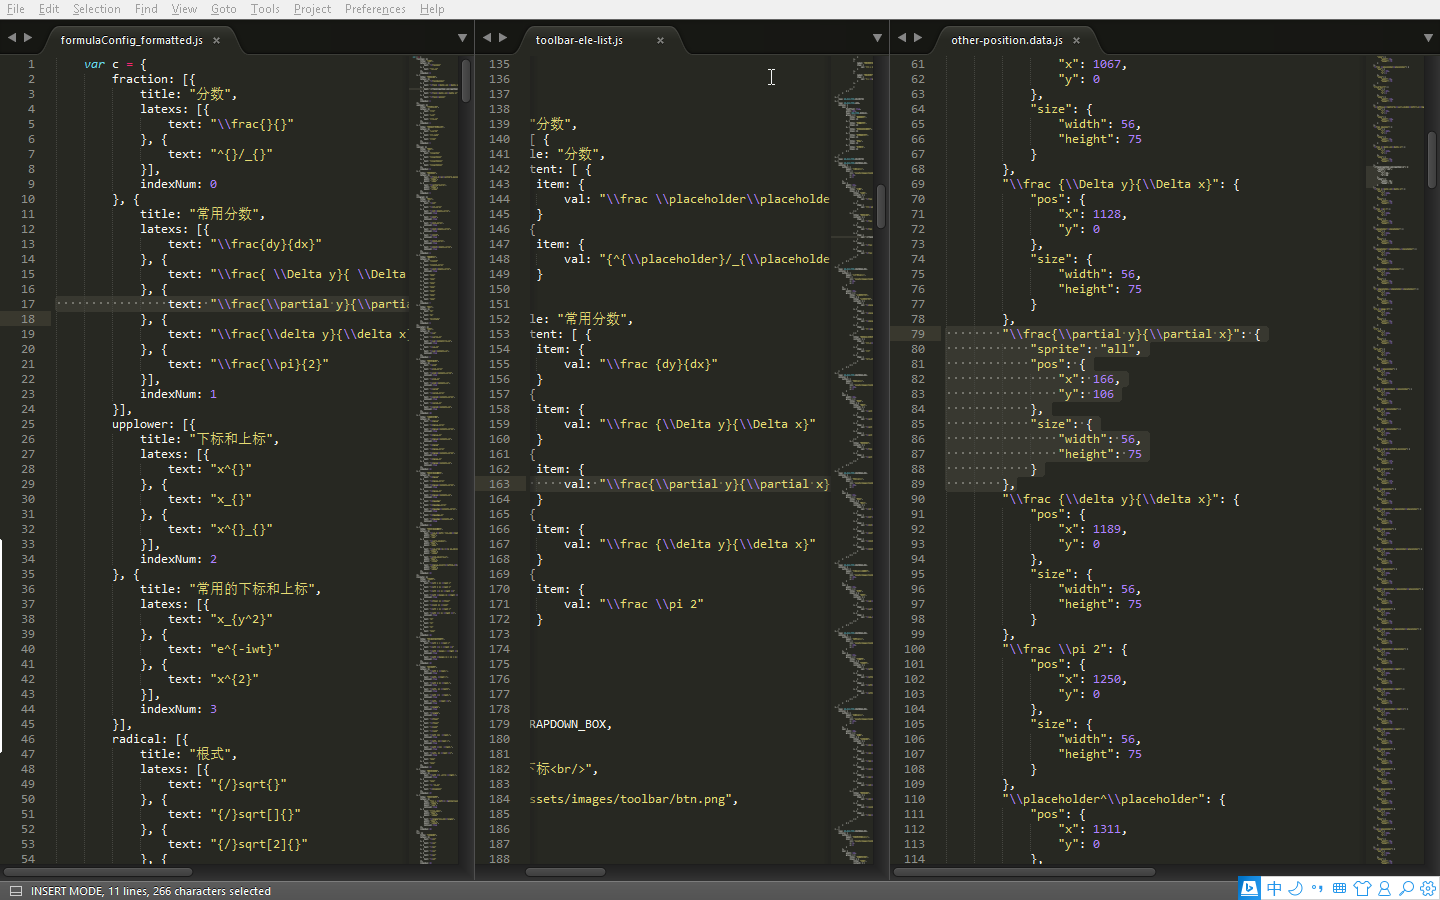 File Edit Selection Find View Goto Tools Project Preferences Help
formulaConfig_formatted.js ×
1 var c = {
2 fraction: [{
3 title: "分数",
4 latexs: [{
5 text: "\\frac{}{}"
6 }, {
7 text: "^{}/_{}"
8 }],
9 indexNum: 0
10 }, {
11 title: "常用分数",
12 latexs: [{
13 text: "\\frac{dy}{dx}"
14 }, {
15 text: "\\frac{ \\Delta y}{ \\Delta
16 }, {
17 text: "\\frac{\\partial y}{\\partia
18 }, {
19 text: "\\frac{\\delta y}{\\delta x
20 }, {
21 text: "\\frac{\\pi}{2}"
22 }],
23 indexNum: 1
24 }],
25 upplower: [{
26 title: "下标和上标",
27 latexs: [{
28 text: "x^{}"
29 }, {
30 text: "x_{}"
31 }, {
32 text: "x^{}_{}"
33 }],
34 indexNum: 2
35 }, {
36 title: "常用的下标和上标",
37 latexs: [{
38 text: "x_{y^2}"
39 }, {
40 text: "e^{-iwt}"
41 }, {
42 text: "x^{2}"
43 }],
44 indexNum: 3
45 }],
46 radical: [{
47 title: "根式",
48 latexs: [{
49 text: "{/}sqrt{}"
50 }, {
51 text: "{/}sqrt[]{}"
52 }, {
53 text: "{/}sqrt[2]{}"
54 }, {
toolbar-ele-list.js ×
135
136
137
138
139 "分数",
140 [ {
141 le: "分数",
142 tent: [ {
143 item: {
144 val: "\\frac \\placeholder\\placeholde
145 }
146 {
147 item: {
148 val: "{^{\\placeholder}/_{\\placeholde
149 }
150
151
152 le: "常用分数",
153 tent: [ {
154 item: {
155 val: "\\frac {dy}{dx}"
156 }
157 {
158 item: {
159 val: "\\frac {\\Delta y}{\\Delta x}"
160 }
161 {
162 item: {
163 val: "\\frac{\\partial y}{\\partial x}
164 }
165 {
166 item: {
167 val: "\\frac {\\delta y}{\\delta x}"
168 }
169 {
170 item: {
171 val: "\\frac \\pi 2"
172 }
173
174
175
176
177
178
179 RAPDOWN_BOX,
180
181
182 下标<br/>",
183
184 ssets/images/toolbar/btn.png",
185
186
187
188
other-position.data.js ×
61 "x": 1067,
62 "y": 0
63 },
64 "size": {
65 "width": 56,
66 "height": 75
67 }
68 },
69 "\\frac {\\Delta y}{\\Delta x}": {
70 "pos": {
71 "x": 1128,
72 "y": 0
73 },
74 "size": {
75 "width": 56,
76 "height": 75
77 }
78 },
79 "\\frac{\\partial y}{\\partial x}": {
80 "sprite": "all",
81 "pos": {
82 "x": 166,
83 "y": 106
84 },
85 "size": {
86 "width": 56,
87 "height": 75
88 }
89 },
90 "\\frac {\\delta y}{\\delta x}": {
91 "pos": {
92 "x": 1189,
93 "y": 0
94 },
95 "size": {
96 "width": 56,
97 "height": 75
98 }
99 },
100 "\\frac \\pi 2": {
101 "pos": {
102 "x": 1250,
103 "y": 0
104 },
105 "size": {
106 "width": 56,
107 "height": 75
108 }
109 },
110 "\\placeholder^\\placeholder": {
111 "pos": {
112 "x": 1311,
113 "y": 0
114 },
INSERT MODE, 11 lines, 266 characters selected
中